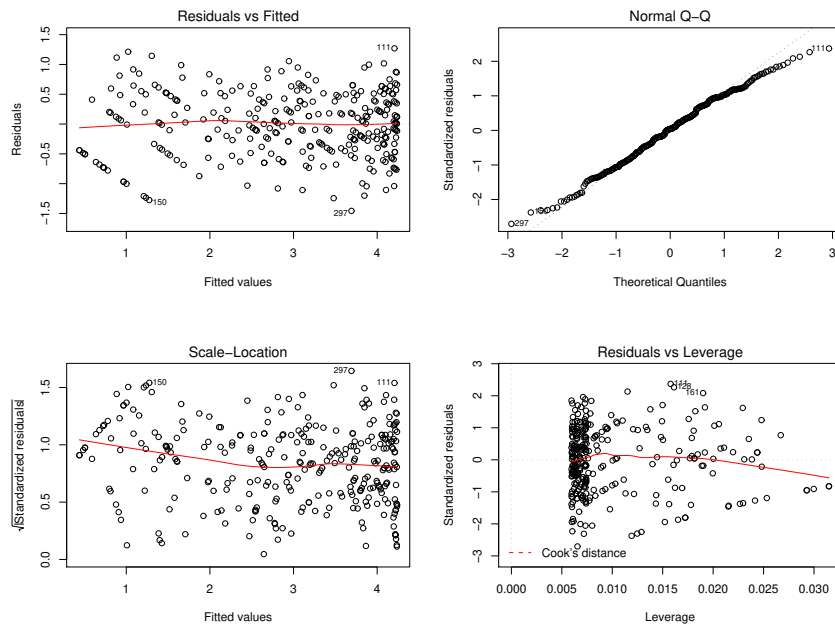 Residuals vs Fitted
1.5
0.5
−0.5
−1.5
Residuals
111
150
297
1 2 3 4
Fitted values
Normal Q−Q
2
1
0
−1
−2
Standardized residuals
111
297
−3 −2 −1 0 1 2 3
Theoretical Quantiles
Scale−Location
1.5
1.0
0.5
0.0
√|Standardized residuals|
297
150
111
1 2 3 4
Fitted values
Residuals vs Leverage
3
2
1
0
−1
−2
−3
Standardized residuals
111
128
161
Cook's distance
0.000 0.005 0.010 0.015 0.020 0.025 0.030
Leverage